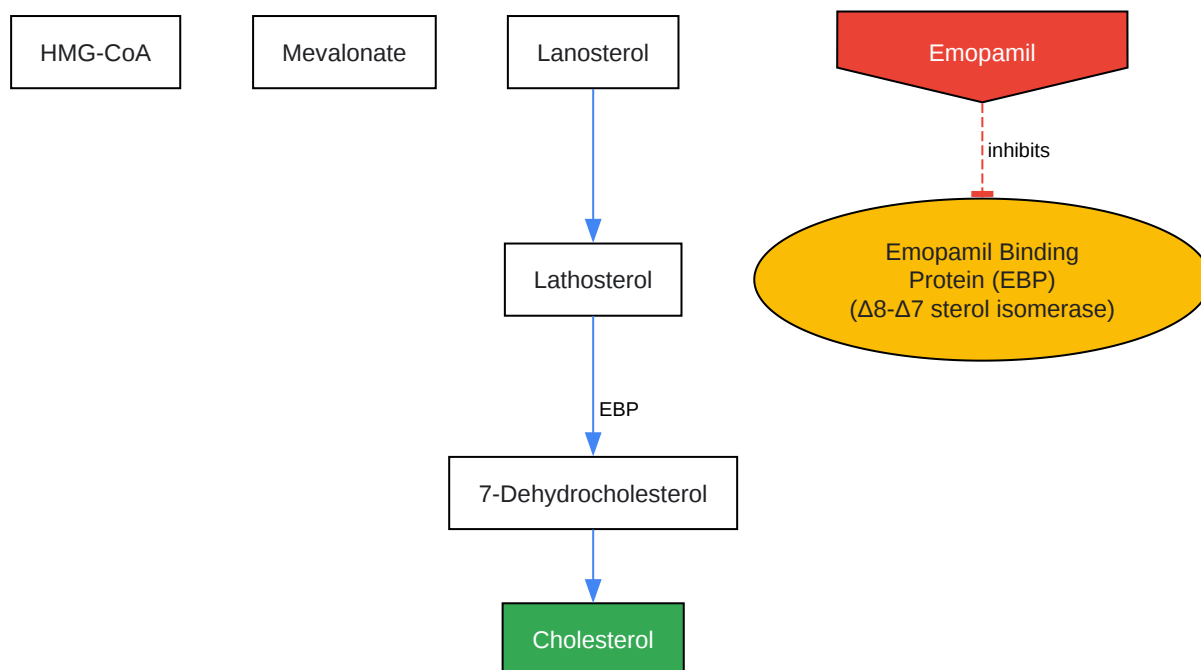 HMG-CoA
Mevalonate
Lanosterol
Emopamil
inhibits
Emopamil Binding
Protein (EBP)
(Δ8-Δ7 sterol isomerase)
Lathosterol
EBP
7-Dehydrocholesterol
Cholesterol